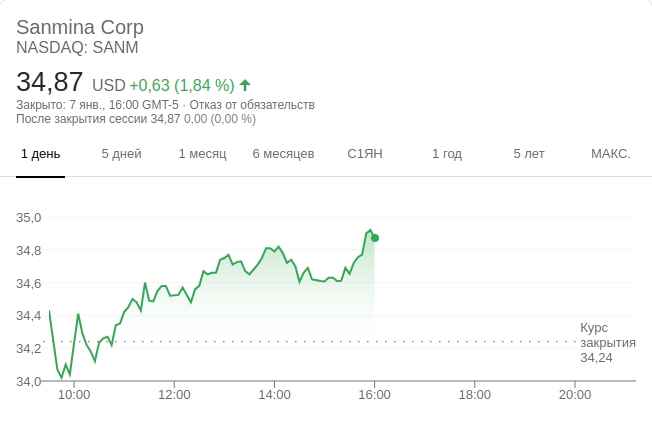 Sanmina Corp
NASDAQ: SANM
34,87 USD +0,63 (1,84 %)
Закрыто: 7 янв., 16:00 GMT-5 · Отказ от обязательств
После закрытия сессии 34,87 0,00 (0,00 %)
1 день 5 дней 1 месяц 6 месяцев С1ЯН 1 год 5 лет МАКС.
35,0
34,8
34,6
34,4
Курс
закрытия
34,24
34,2
34,0
10:00 12:00 14:00 16:00 18:00 20:00